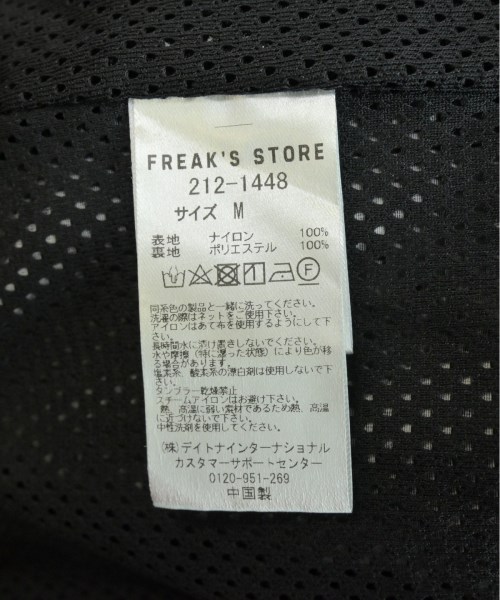 FREAK'S STORE
212-1448
サイズ M
表地 ナイロン 100%
裏地 ポリエステル 100%
同系色の製品と一緒に洗ってください。
洗濯の際はネットをご使用下さい。
アイロンはあて布を使用するようにして下
さい。
長時間水に漬け置きしないでください。
水や摩擦（特に湿った状態）により色が移
る場合があります。
塩素系、酸素系の漂白剤は使用しないで
ください。
タンブラー乾燥禁止
スチームアイロンはお避け下さい。
熱、高温に弱い素材であるため熱、高温
に近づけないで下さい。
中性洗剤を使用してください。
(株)デイトナインターナショナル
カスタマーサポートセンター
0120-951-269
中国製